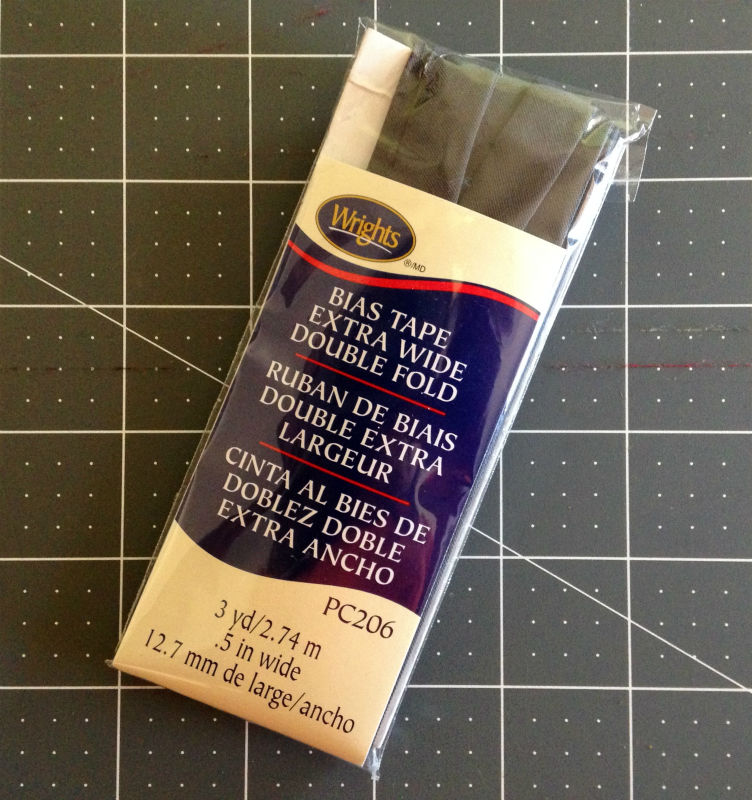 Wrights
®/MD
BIAS TAPE
EXTRA WIDE
DOUBLE FOLD
RUBAN DE BIAIS
DOUBLE EXTRA
LARGEUR
CINTA AL BIES DE
DOBLEZ DOBLE
EXTRA ANCHO
PC206
3 yd/2.74 m
.5 in wide
12.7 mm de large/ancho